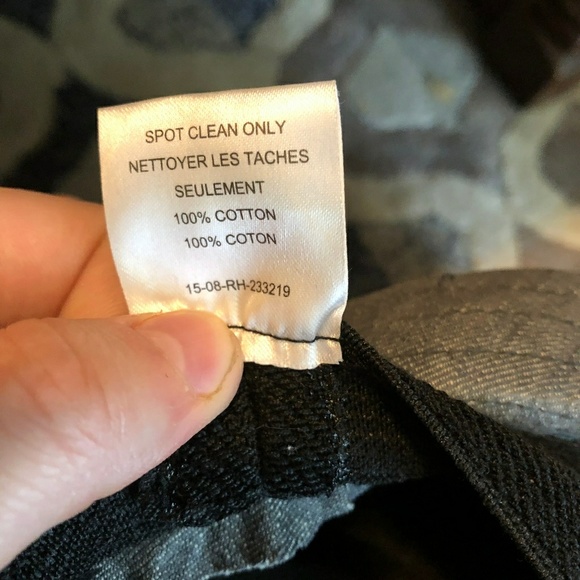 SPOT CLEAN ONLY
NETTOYER LES TACHES
SEULEMENT
100% COTTON
100% COTON
15-08-RH-233219